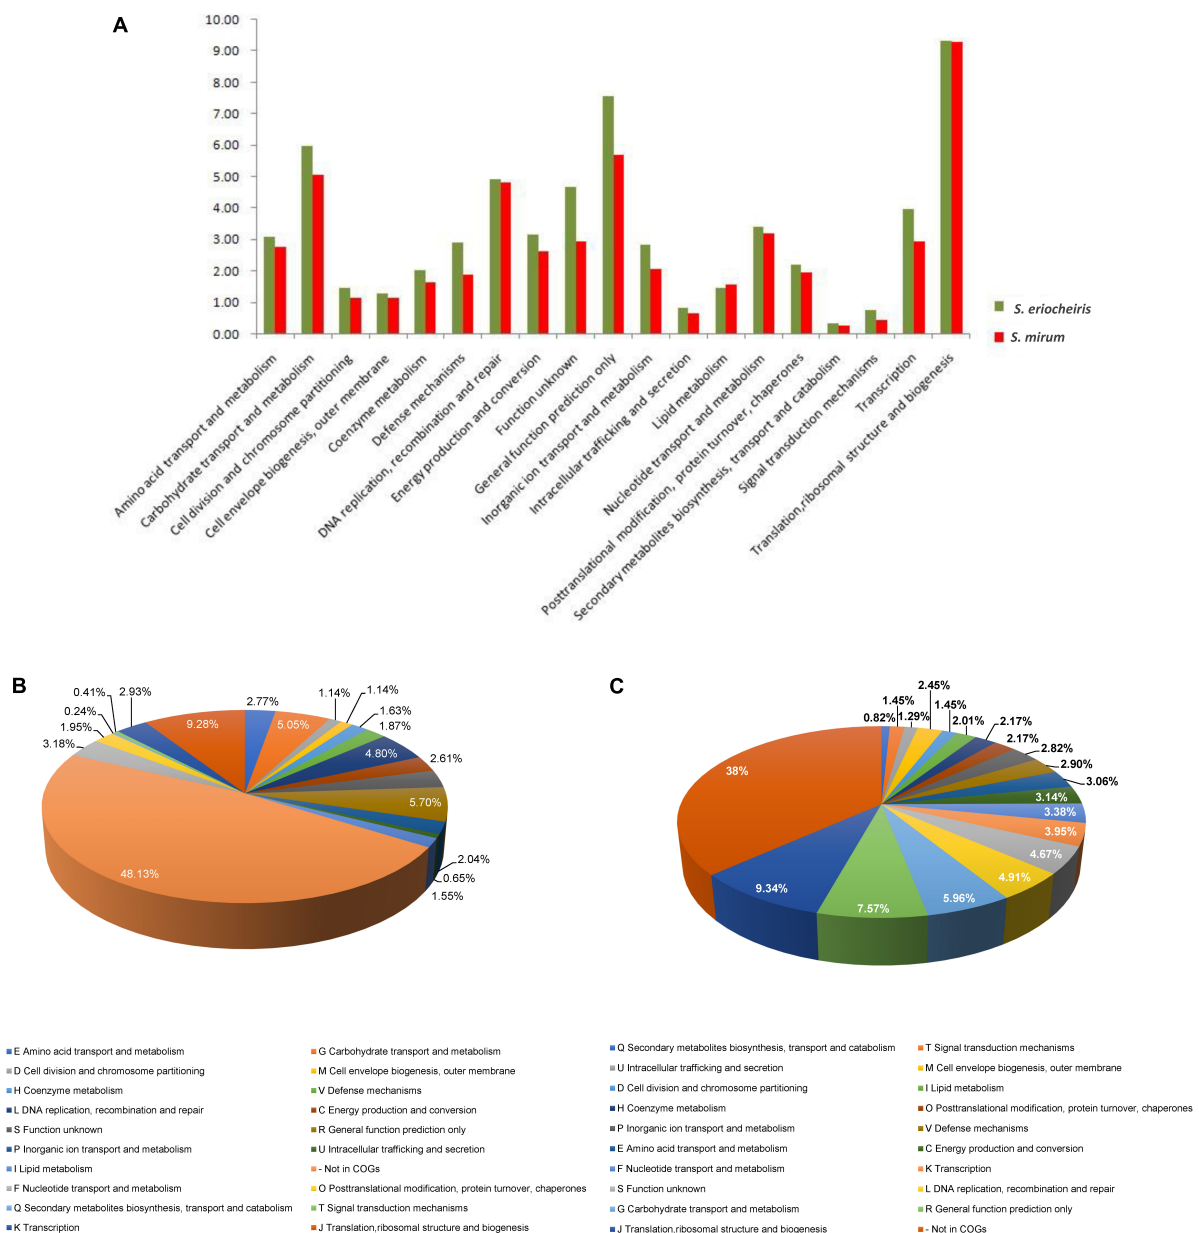 A
10.00
9.00
8.00
7.00
6.00
5.00
4.00
3.00
2.00
1.00
0.00
S. eriocheiris
S. mirum
Amino acid transport and metabolism
Carbohydrate transport and metabolism
Cell division and chromosome partitioning
Cell envelope biogenesis, outer membrane
Coenzyme metabolism
Defense mechanisms
DNA replication, recombination and repair
Energy production and conversion
Function unknown
General function prediction only
Inorganic ion transport and metabolism
Intracellular trafficking and secretion
Lipid metabolism
Nucleotide transport and metabolism
Posttranslational modification, protein turnover, chaperones
Secondary metabolites biosynthesis, transport and catabolism
Signal transduction mechanisms
Transcription
Translation,ribosomal structure and biogenesis
B
2.77%
5.05%
1.14%
1.14%
1.63%
1.87%
4.80%
2.61%
5.70%
2.04%
0.65%
1.55%
48.13%
3.18%
1.95%
0.24%
0.41%
2.93%
9.28%
E Amino acid transport and metabolism
G Carbohydrate transport and metabolism
D Cell division and chromosome partitioning
M Cell envelope biogenesis, outer membrane
H Coenzyme metabolism
V Defense mechanisms
L DNA replication, recombination and repair
C Energy production and conversion
S Function unknown
R General function prediction only
P Inorganic ion transport and metabolism
U Intracellular trafficking and secretion
I Lipid metabolism
- Not in COGs
F Nucleotide transport and metabolism
O Posttranslational modification, protein turnover, chaperones
Q Secondary metabolites biosynthesis, transport and catabolism
T Signal transduction mechanisms
K Transcription
J Translation,ribosomal structure and biogenesis
C
0.82%
1.45%
1.29%
2.45%
1.45%
2.01%
2.17%
2.17%
2.82%
2.90%
3.06%
3.14%
3.38%
3.95%
4.67%
4.91%
5.96%
7.57%
9.34%
38%
Q Secondary metabolites biosynthesis, transport and catabolism
T Signal transduction mechanisms
U Intracellular trafficking and secretion
M Cell envelope biogenesis, outer membrane
D Cell division and chromosome partitioning
I Lipid metabolism
H Coenzyme metabolism
O Posttranslational modification, protein turnover, chaperones
P Inorganic ion transport and metabolism
V Defense mechanisms
E Amino acid transport and metabolism
C Energy production and conversion
F Nucleotide transport and metabolism
K Transcription
S Function unknown
L DNA replication, recombination and repair
G Carbohydrate transport and metabolism
R General function prediction only
J Translation,ribosomal structure and biogenesis
- Not in COGs